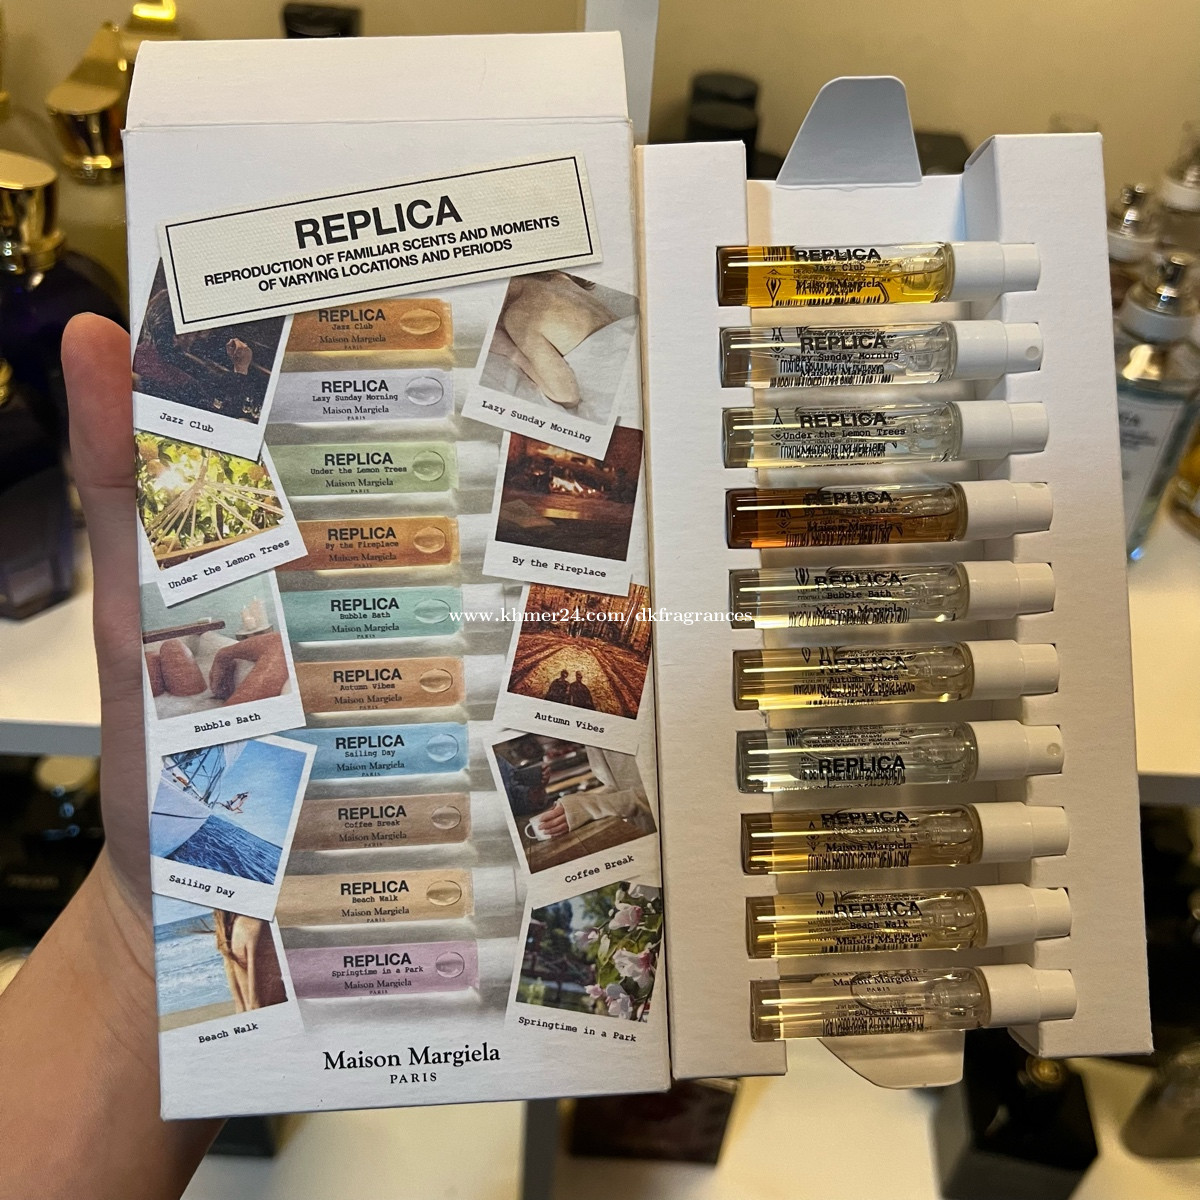 REPLICA
REPRODUCTION OF FAMILIAR SCENTS AND MOMENTS
OF VARYING LOCATIONS AND PERIODS
REPLICA
Jazz Club
Maison Margiela
PARIS
REPLICA
Lazy Sunday Morning
Maison Margiela
PARIS
REPLICA
Under the Lemon Trees
Maison Margiela
PARIS
REPLICA
By the Fireplace
Maison Margiela
PARIS
REPLICA
Bubble Bath
Maison Margiela
PARIS
REPLICA
Autumn Vibes
Maison Margiela
PARIS
REPLICA
Sailing Day
Maison Margiela
PARIS
REPLICA
Coffee Break
Maison Margiela
PARIS
REPLICA
Beach Walk
Maison Margiela
PARIS
REPLICA
Springtime in a Park
Maison Margiela
PARIS
Jazz Club
Lazy Sunday Morning
Under the Lemon Trees
By the Fireplace
Bubble Bath
Autumn Vibes
Sailing Day
Coffee Break
Beach Walk
Springtime in a Park
Maison Margiela
PARIS
www.khmer24.com/dkfragrances
REPLICA
Jazz Club
Maison Margiela
REPLICA
Lazy Sunday Morning
Maison Margiela
REPLICA
Under the Lemon Trees
REPLICA
By the Fireplace
Maison Margiela
REPLICA
Bubble Bath
Maison Margiela
REPLICA
Autumn Vibes
Maison Margiela
REPLICA
REPLICA
Maison Margiela
REPLICA
Beach Walk
Maison Margiela
Maison Margiela
PARIS